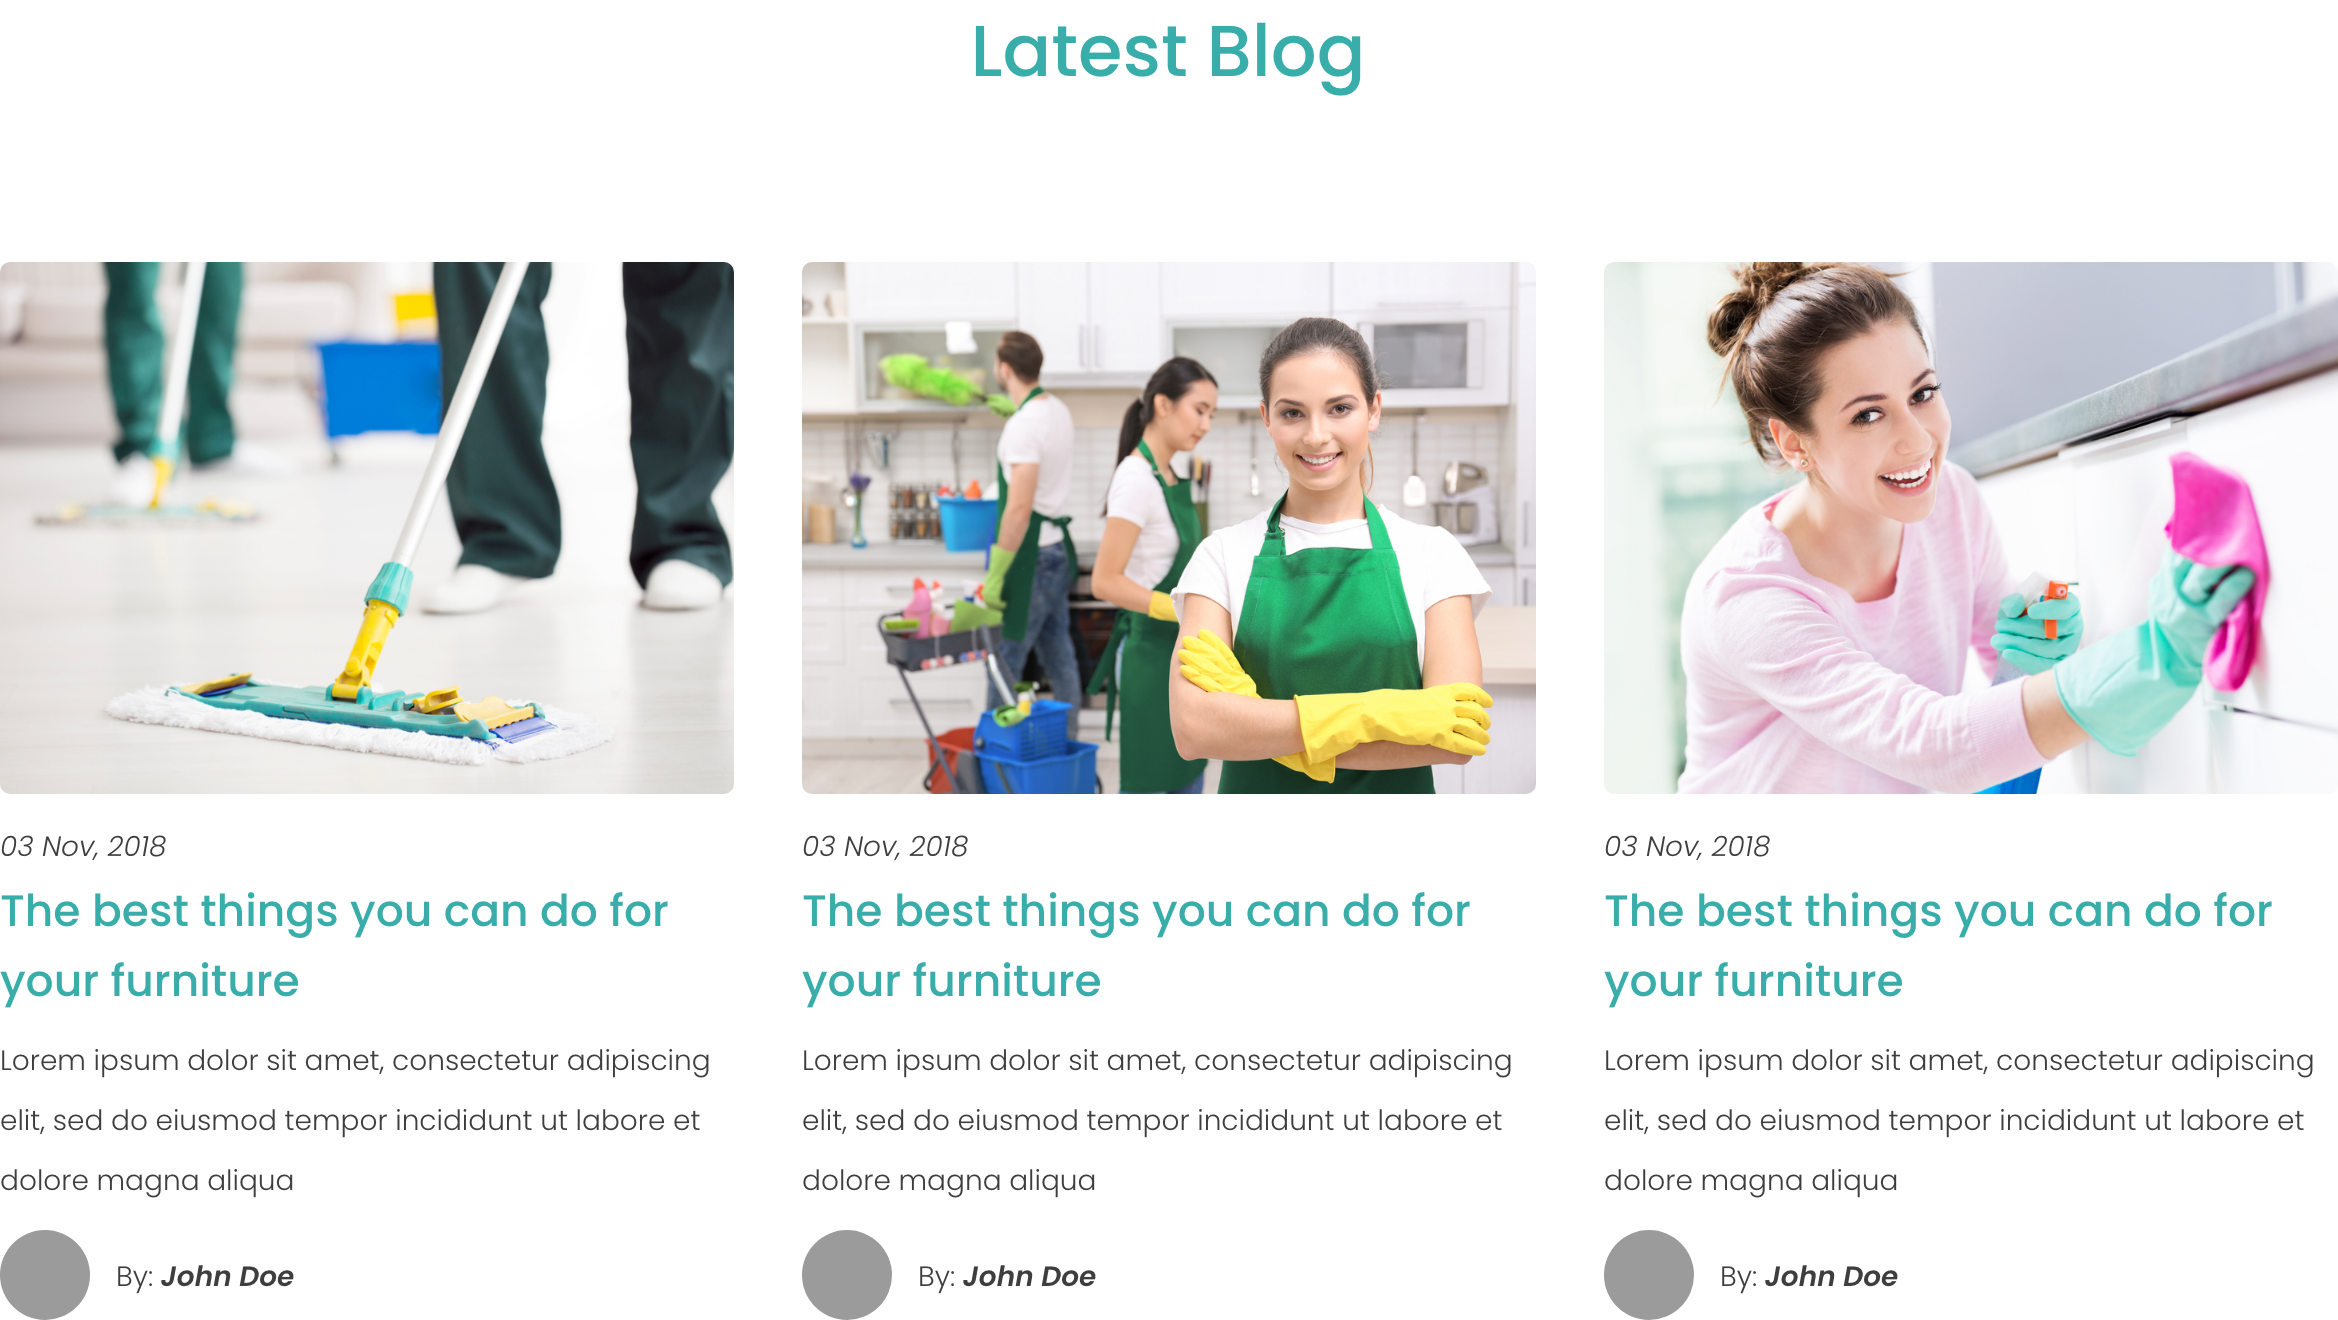 Latest Blog
03 Nov, 2018
The best things you can do for
your furniture
Lorem ipsum dolor sit amet, consectetur adipiscing
elit, sed do eiusmod tempor incididunt ut labore et
dolore magna aliqua
By: John Doe
03 Nov, 2018
The best things you can do for
your furniture
Lorem ipsum dolor sit amet, consectetur adipiscing
elit, sed do eiusmod tempor incididunt ut labore et
dolore magna aliqua
By: John Doe
03 Nov, 2018
The best things you can do for
your furniture
Lorem ipsum dolor sit amet, consectetur adipiscing
elit, sed do eiusmod tempor incididunt ut labore et
dolore magna aliqua
By: John Doe